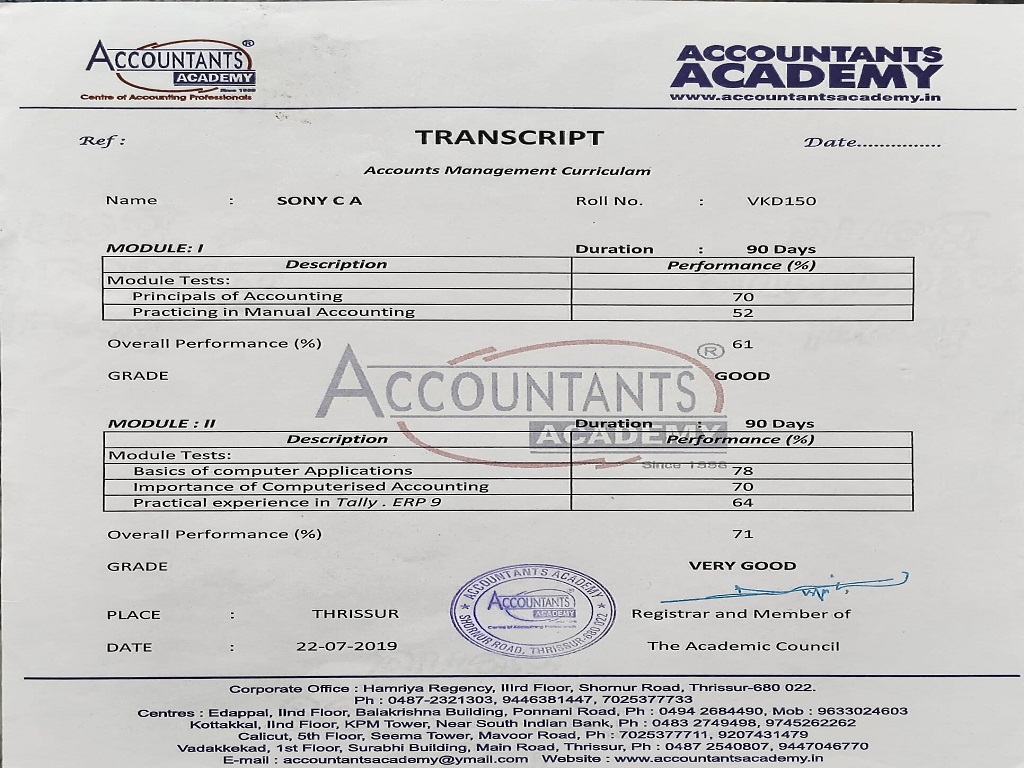 ACCOUNTANTS®
ACADEMY
Since 1998
Centre of Accounting Professionals
ACCOUNTANTS
ACADEMY
www.accountantsacademy.in
Ref :
TRANSCRIPT
Date...............
Accounts Management Curriculam
Name : SONY C A Roll No. : VKD150
MODULE: I Duration : 90 Days
Description Performance (%)
Module Tests:
Principals of Accounting 70
Practicing in Manual Accounting 52
Overall Performance (%) 61
GRADE GOOD
ACCOUNTANTS®
ACADEMY
Since 1998
MODULE : II Duration : 90 Days
Description Performance (%)
Module Tests:
Basics of computer Applications 78
Importance of Computerised Accounting 70
Practical experience in Tally . ERP 9 64
Overall Performance (%) 71
GRADE VERY GOOD
ACCOUNTANTS ACADEMY
ACCOUNTANTS
ACADEMY
Centre of Accounting Professionals
SHORNUR ROAD, THRISSUR-680 022
PLACE : THRISSUR Registrar and Member of
DATE : 22-07-2019 The Academic Council
Corporate Office : Hamriya Regency, IIIrd Floor, Shornur Road, Thrissur-680 022.
Ph : 0487-2321303, 9446381447, 7025377733
Centres : Edappal, IInd Floor, Balakrishna Building, Ponnani Road, Ph : 0494 2684490, Mob : 9633024603
Kottakkal, IInd Floor, KPM Tower, Near South Indian Bank, Ph : 0483 2749498, 9745262262
Calicut, 5th Floor, Seema Tower, Mavoor Road, Ph : 7025377711, 9207431479
Vadakkekad, 1st Floor, Surabhi Building, Main Road, Thrissur, Ph : 0487 2540807, 9447046770
E-mail : accountantsacademy@ymail.com Website : www.accountantsacademy.in